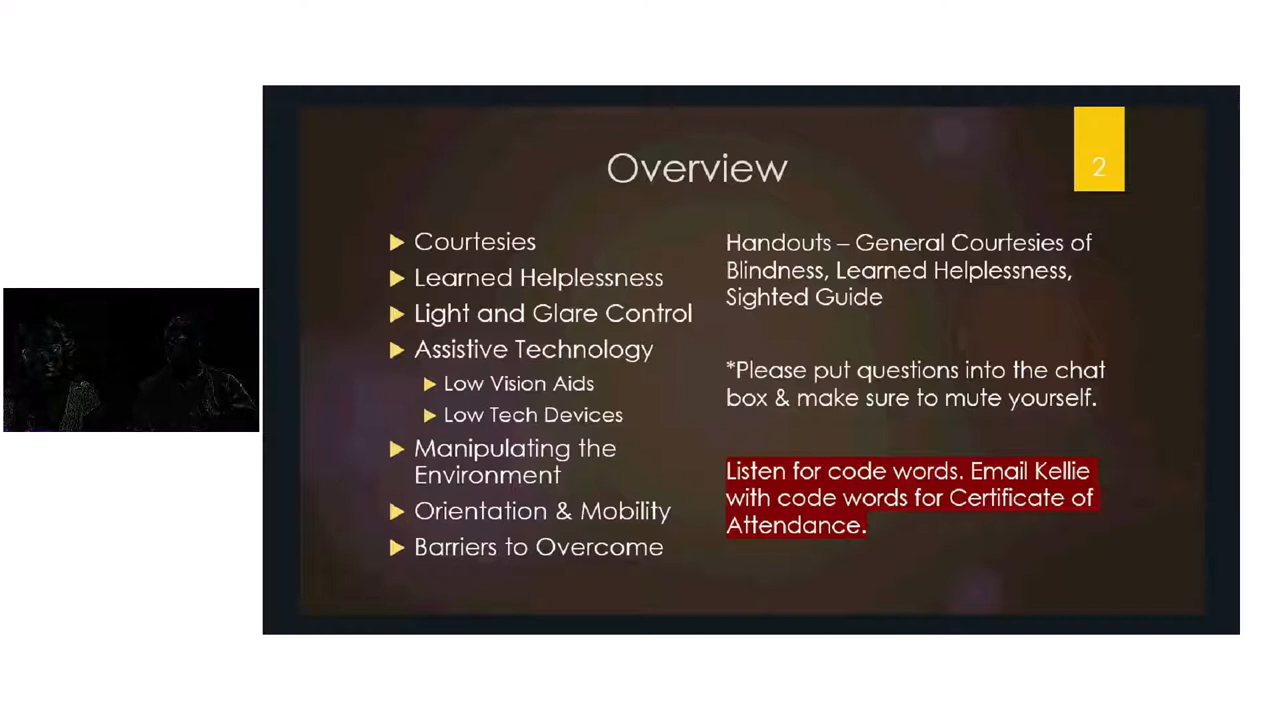 Overview
2
Courtesies
Learned Helplessness
Light and Glare Control
Assistive Technology
Low Vision Aids
Low Tech Devices
Manipulating the
Environment
Orientation & Mobility
Barriers to Overcome
Handouts – General Courtesies of
Blindness, Learned Helplessness,
Sighted Guide
*Please put questions into the chat
box & make sure to mute yourself.
Listen for code words. Email Kellie
with code words for Certificate of
Attendance.